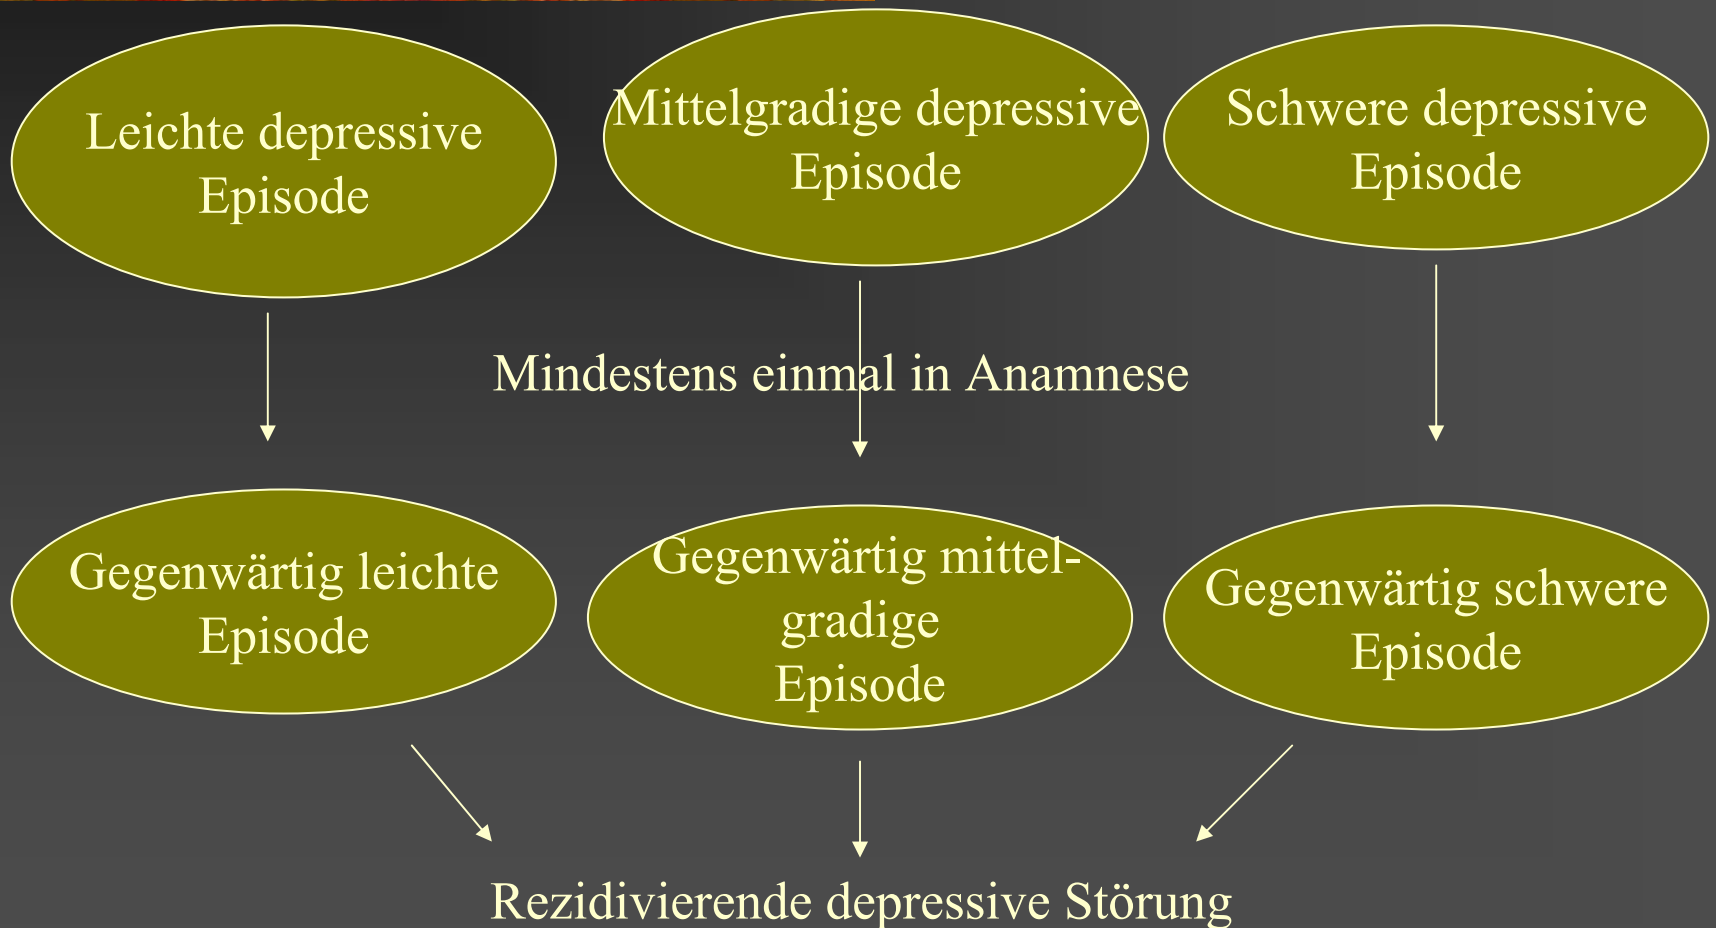 Leichte depressive
Episode
Mittelgradige depressive
Episode
Schwere depressive
Episode
Mindestens einmal in Anamnese
Gegenwärtig leichte
Episode
Gegenwärtig mittel-
gradige
Episode
Gegenwärtig schwere
Episode
Rezidivierende depressive Störung